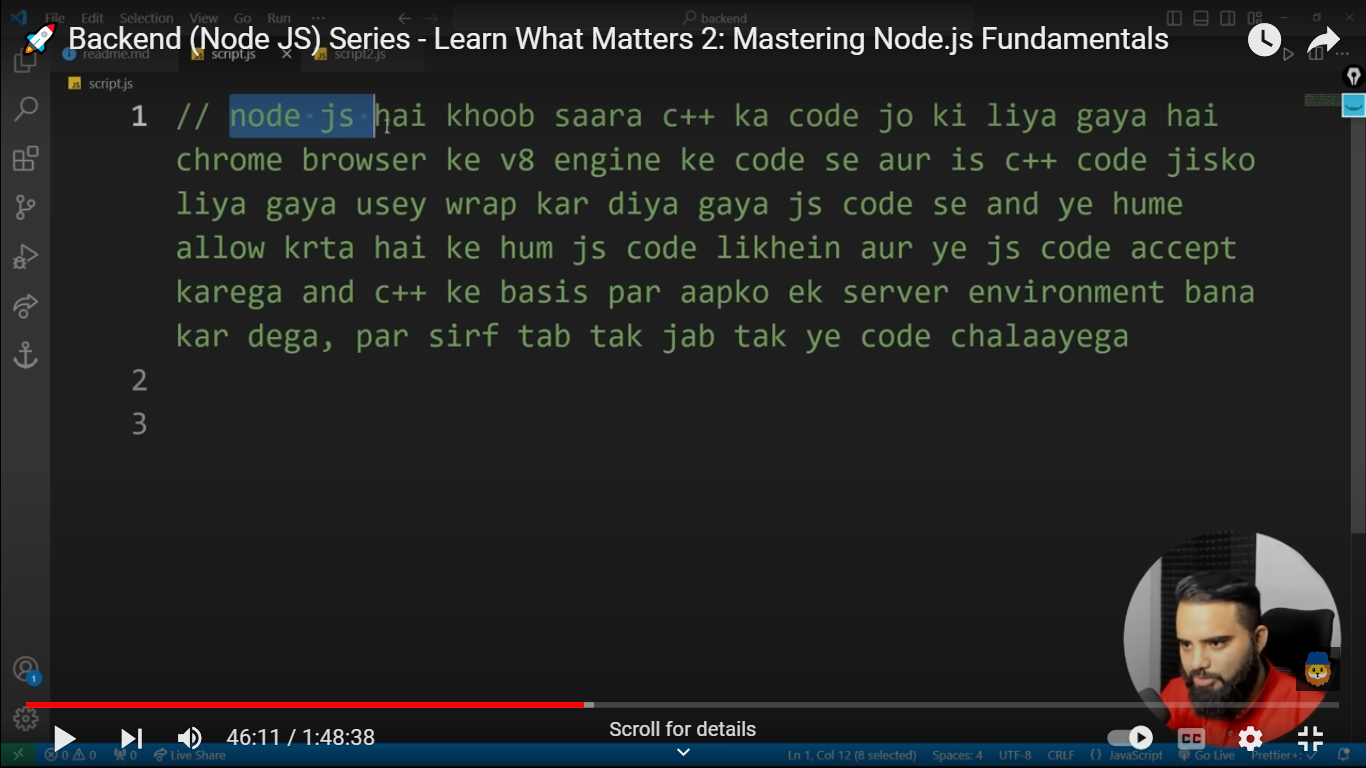 File Edit Selection View Go Run ... backend
🚀 Backend (Node JS) Series - Learn What Matters 2: Mastering Node.js Fundamentals
readme.md script.js script2.js
script.js
1 // node js hai khoob saara c++ ka code jo ki liya gaya hai
chrome browser ke v8 engine ke code se aur is c++ code jisko
liya gaya usey wrap kar diya gaya js code se and ye hume
allow krta hai ke hum js code likhein aur ye js code accept
karega and c++ ke basis par aapko ek server environment bana
kar dega, par sirf tab tak jab tak ye code chalaayega
2
3
1
Scroll for details
46:11 / 1:48:38
CC
0 0 0 Live Share Ln 1, Col 12 (8 selected) Spaces: 4 UTF-8 CRLF {} JavaScript Go Live Prettier+